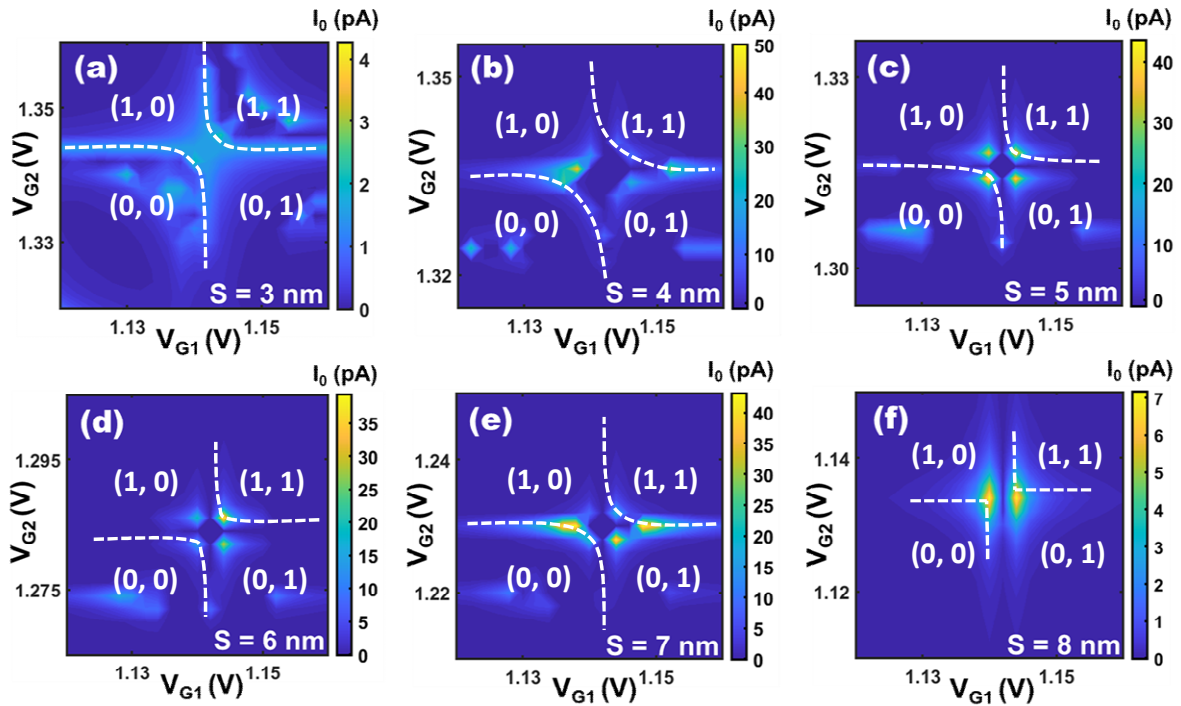 I₀ (pA)
(a)
(1, 0)
(1, 1)
(0, 0)
(0, 1)
S = 3 nm
V_G2 (V)
1.35
1.33
1.13
1.15
V_G1 (V)
4
3
2
1
0
I₀ (pA)
(b)
(1, 0)
(1, 1)
(0, 0)
(0, 1)
S = 4 nm
V_G2 (V)
1.35
1.32
1.13
1.15
V_G1 (V)
50
40
30
20
10
0
I₀ (pA)
(c)
(1, 0)
(1, 1)
(0, 0)
(0, 1)
S = 5 nm
V_G2 (V)
1.33
1.30
1.13
1.15
V_G1 (V)
40
30
20
10
0
I₀ (pA)
(d)
(1, 0)
(1, 1)
(0, 0)
(0, 1)
S = 6 nm
V_G2 (V)
1.295
1.275
1.13
1.15
V_G1 (V)
35
30
25
20
15
10
5
0
I₀ (pA)
(e)
(1, 0)
(1, 1)
(0, 0)
(0, 1)
S = 7 nm
V_G2 (V)
1.24
1.22
1.13
1.15
V_G1 (V)
40
35
30
25
20
15
10
5
0
I₀ (pA)
(f)
(1, 0)
(1, 1)
(0, 0)
(0, 1)
S = 8 nm
V_G2 (V)
1.14
1.12
1.13
1.15
V_G1 (V)
7
6
5
4
3
2
1
0